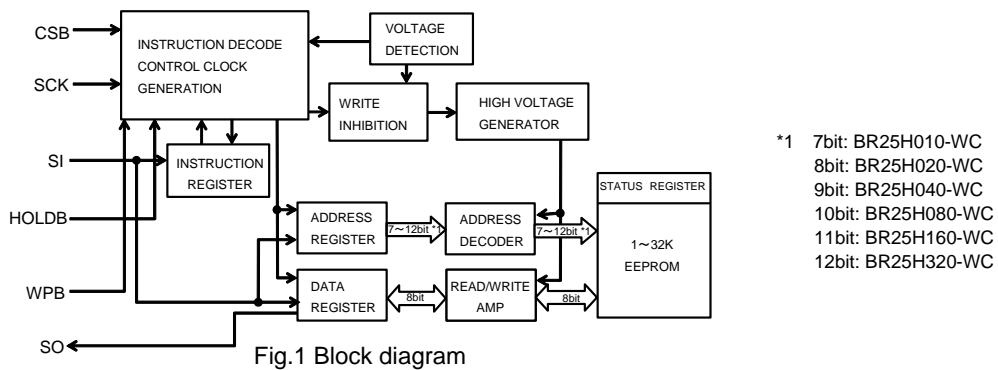 CSB
SCK
SI
HOLDB
WPB
SO
INSTRUCTION DECODE
CONTROL CLOCK
GENERATION
VOLTAGE
DETECTION
WRITE
INHIBITION
HIGH VOLTAGE
GENERATOR
INSTRUCTION
REGISTER
ADDRESS
REGISTER
7～12bit *1
ADDRESS
DECODER
7～12bit *1
DATA
REGISTER
8bit
READ/WRITE
AMP
8bit
STATUS REGISTER
1～32K
EEPROM
*1 7bit: BR25H010-WC
8bit: BR25H020-WC
9bit: BR25H040-WC
10bit: BR25H080-WC
11bit: BR25H160-WC
12bit: BR25H320-WC
Fig.1 Block diagram